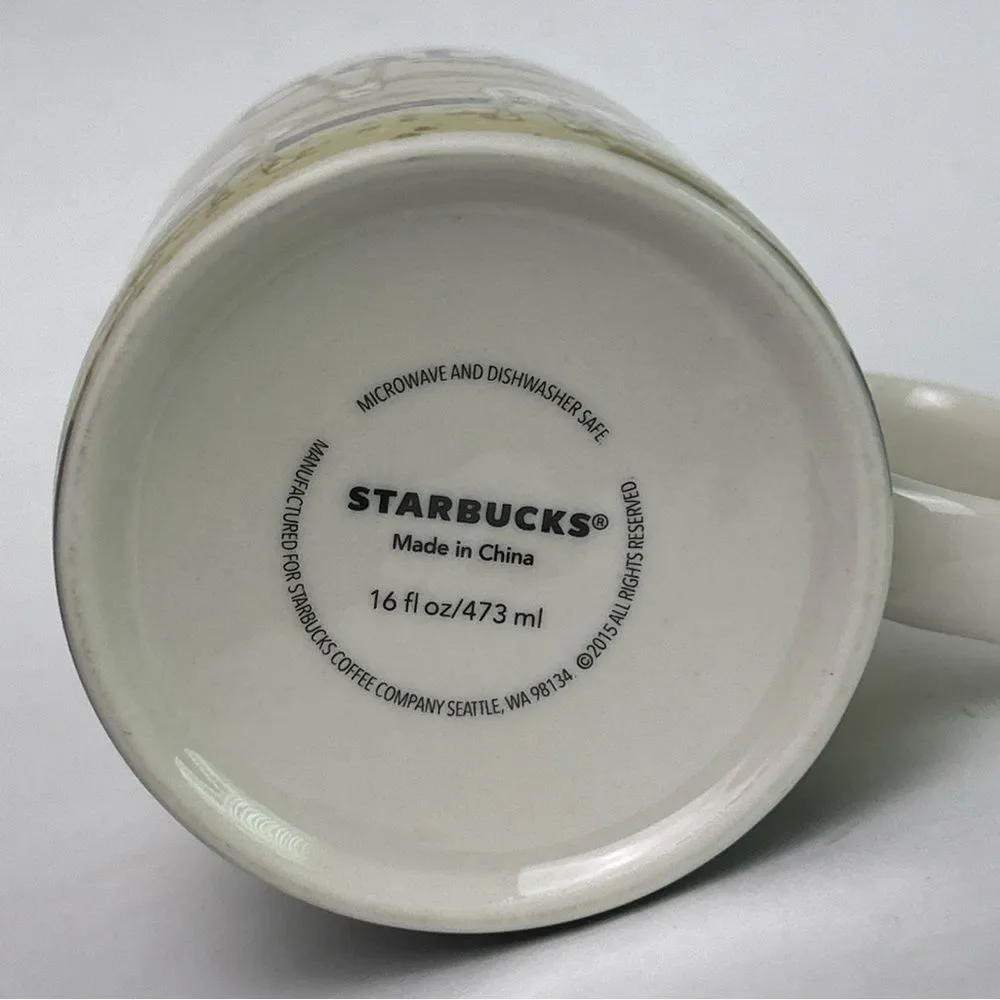 MICROWAVE AND DISHWASHER SAFE.
STARBUCKS®
Made in China
16 fl oz/473 ml
MANUFACTURED FOR STARBUCKS COFFEE COMPANY SEATTLE, WA 98134. ©2015 ALL RIGHTS RESERVED.